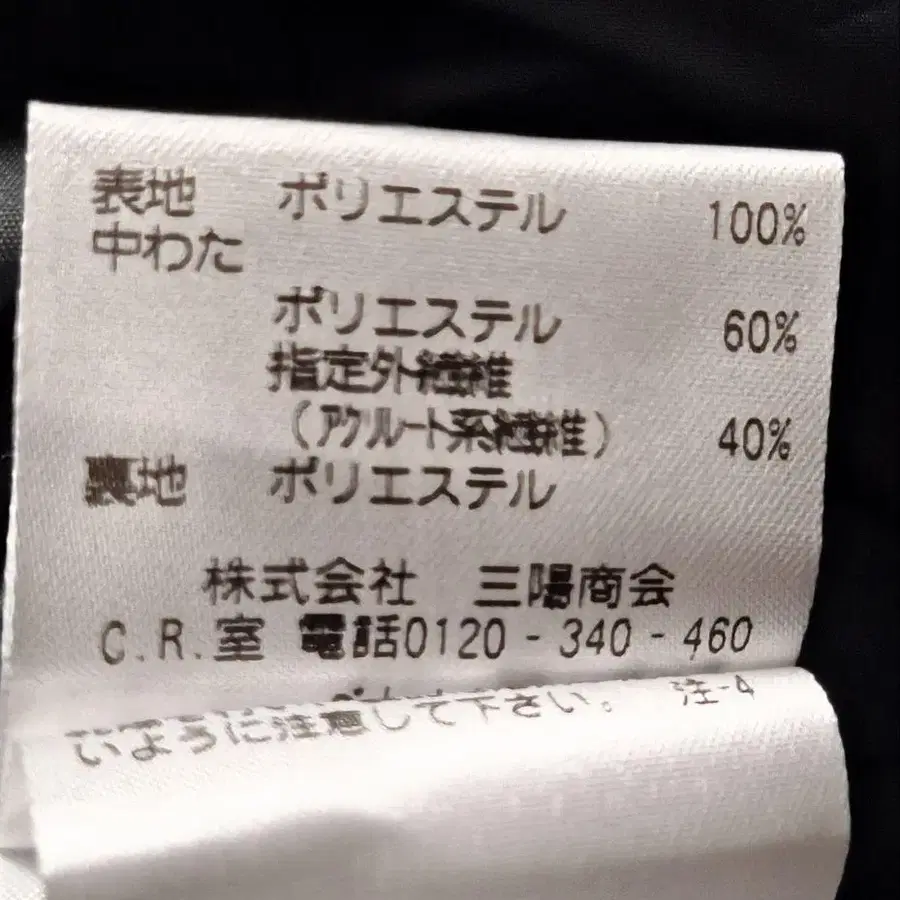 表地 ポリエステル 100%
中わた
ポリエステル 60%
指定外繊維
(アクリレート系繊維) 40%
裏地 ポリエステル
株式会社 三陽商会
C.R.室 電話0120-340-460
いように注意して下さい。 注-4